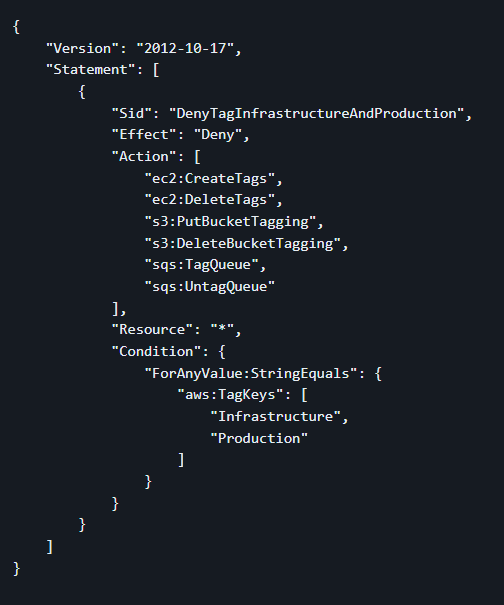 {
    "Version": "2012-10-17",
    "Statement": [
        {
            "Sid": "DenyTagInfrastructureAndProduction",
            "Effect": "Deny",
            "Action": [
                "ec2:CreateTags",
                "ec2:DeleteTags",
                "s3:PutBucketTagging",
                "s3:DeleteBucketTagging",
                "sqs:TagQueue",
                "sqs:UntagQueue"
            ],
            "Resource": "*",
            "Condition": {
                "ForAnyValue:StringEquals": {
                    "aws:TagKeys": [
                        "Infrastructure",
                        "Production"
                    ]
                }
            }
        }
    ]
}